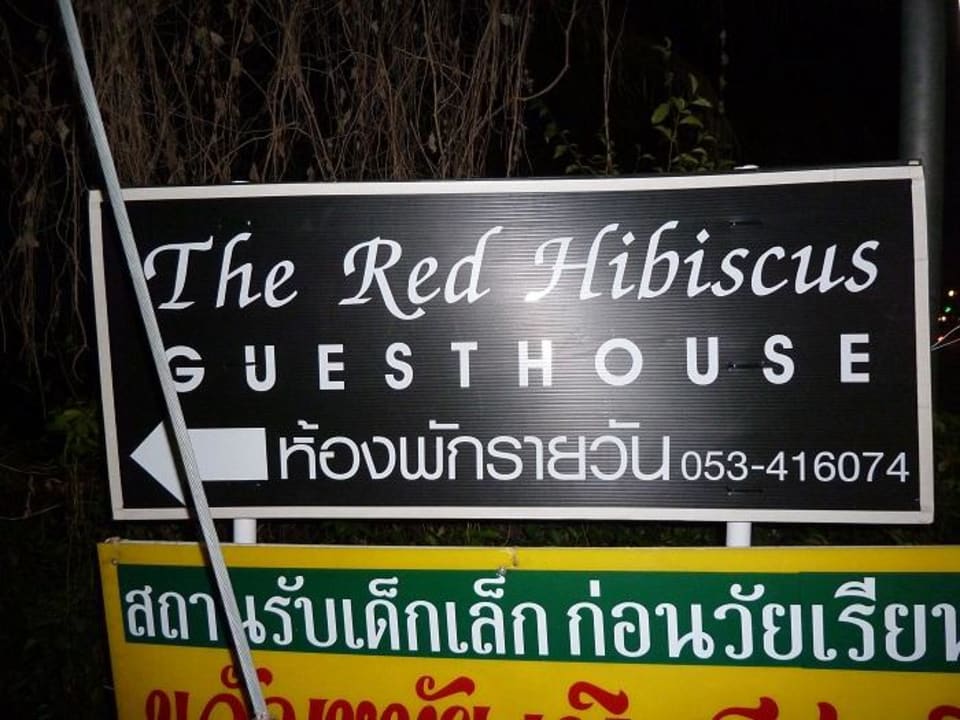 The Red Hibiscus
GUESTHOUSE
ห้องพักรายวัน 053-416074
สถานรับเด็กเล็ก ก่อนวัยเรียน